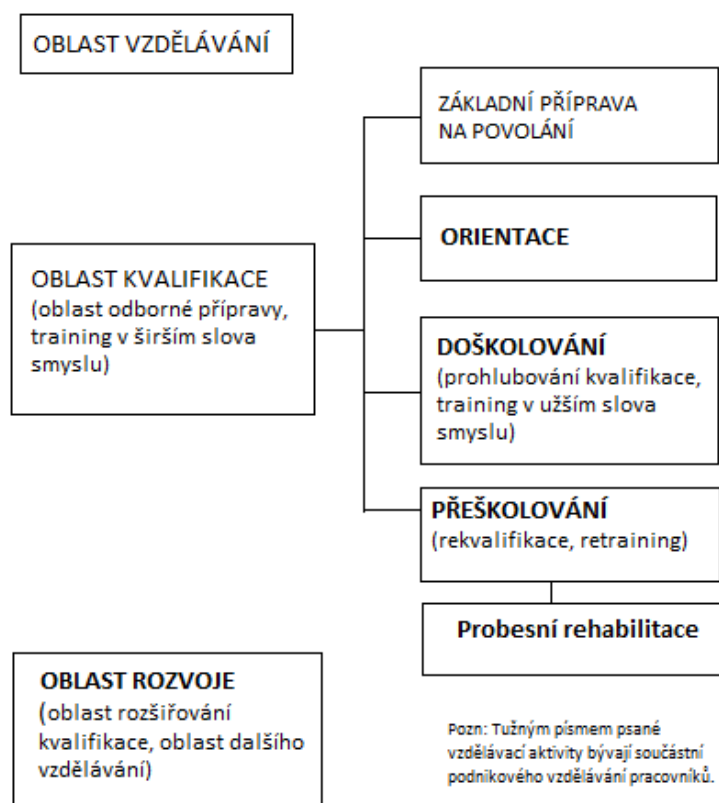 OBLAST VZDĚLÁVÁNÍ
ZÁKLADNÍ PŘÍPRAVA
NA POVOLÁNÍ
ORIENTACE
OBLAST KVALIFIKACE
(oblast odborné přípravy,
training v širším slova
smyslu)
DOŠKOLOVÁNÍ
(prohlubování kvalifikace,
training v užším slova
smyslu)
PŘEŠKOLOVÁNÍ
(rekvalifikace, retraining)
Probesní rehabilitace
OBLAST ROZVOJE
(oblast rozšiřování
kvalifikace, oblast dalšího
vzdělávání)
Pozn: Tužným písmem psané
vzdělávací aktivity bývají součástní
podnikového vzdělávání pracovníků.